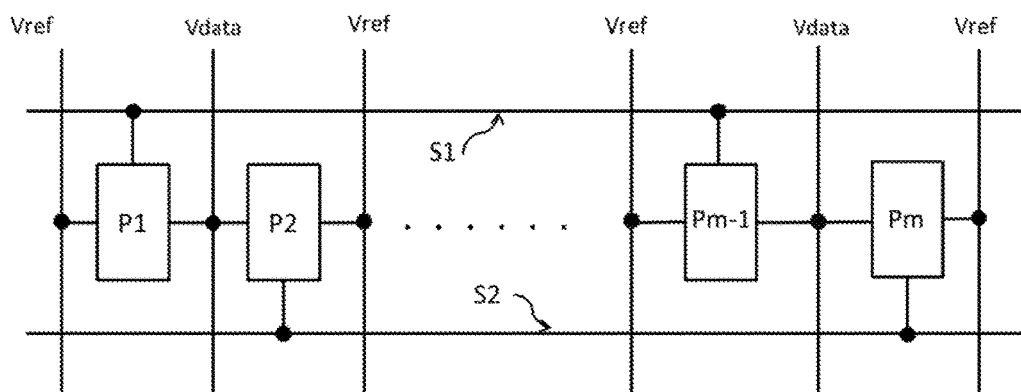 Vref Vdata Vref Vref Vdata Vref
S1
P1 P2 Pm-1 Pm
S2